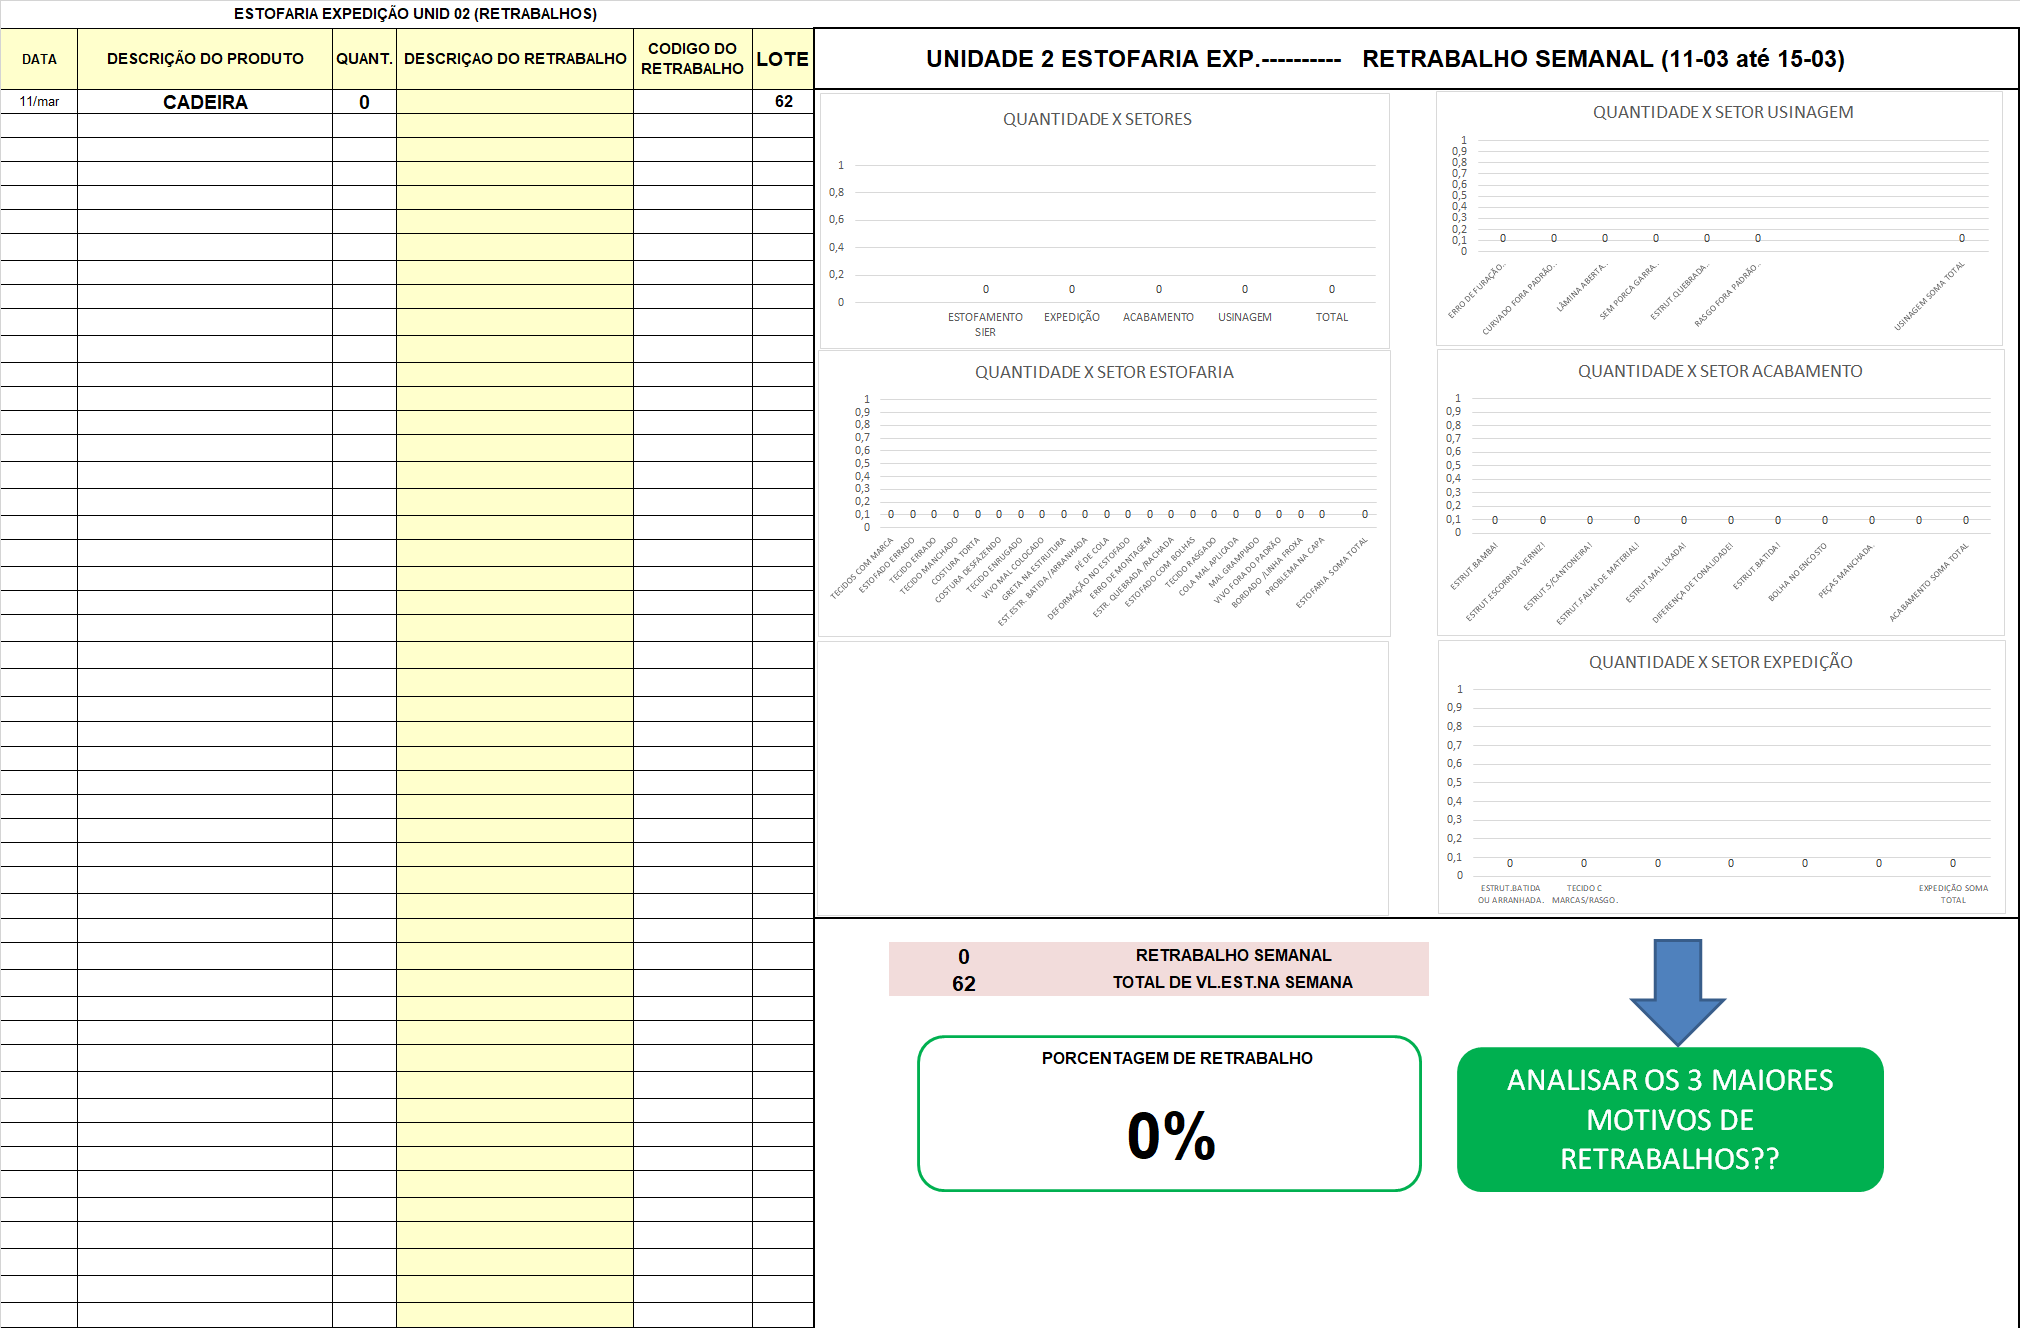 ESTOFARIA EXPEDIÇÃO UNID 02 (RETRABALHOS)
DATA
DESCRIÇÃO DO PRODUTO
QUANT.
DESCRIÇAO DO RETRABALHO
CODIGO DO
RETRABALHO
LOTE
11/mar
CADEIRA
0
62
UNIDADE 2 ESTOFARIA EXP.---------- RETRABALHO SEMANAL (11-03 até 15-03)
QUANTIDADE X SETORES
1
0,8
0,6
0,4
0,2
0
0 0 0 0 0
ESTOFAMENTO
SIER
EXPEDIÇÃO
ACABAMENTO
USINAGEM
TOTAL
QUANTIDADE X SETOR USINAGEM
1
0,9
0,8
0,7
0,6
0,5
0,4
0,3
0,2
0,1
0
0 0 0 0 0 0 0
ERRO DE FURAÇÃO..
CURVADO FORA PADRÃO..
LÂMINA ABERTA..
SEM PORCA GARRA..
ESTRUT.QUEBRADA..
RASGO FORA PADRÃO..
USINAGEM SOMA TOTAL
QUANTIDADE X SETOR ESTOFARIA
1
0,9
0,8
0,7
0,6
0,5
0,4
0,3
0,2
0,1
0
0 0 0 0 0 0 0 0 0 0 0 0 0 0 0 0 0 0 0 0 0 0
TECIDOS COM MARCA
ESTOFADO ERRADO
TECIDO ERRADO
TECIDO MANCHADO
COSTURA TORTA
COSTURA DESFAZENDO
TECIDO ENRUGADO
VIVO MAL COLOCADO
GRETA NA ESTRUTURA
EST.ESTR. BATIDA /ARRANHADA
PÉ DE COLA
DEFORMAÇÃO NO ESTOFADO
ERRO DE MONTAGEM
ESTR. QUEBRADA /RACHADA
ESTOFADO COM BOLHAS
TECIDO RASGADO
COLA MAL APLICADA
MAL GRAMPIADO
VIVO FORA DO PADRÃO
BORDADO /LINHA FROXA
PROBLEMA NA CAPA
ESTOFARIA SOMA TOTAL
QUANTIDADE X SETOR ACABAMENTO
1
0,9
0,8
0,7
0,6
0,5
0,4
0,3
0,2
0,1
0
0 0 0 0 0 0 0 0 0 0 0
ESTRUT.BAMBA!
ESTRUT.ESCORRIDA VERNIZ!
ESTRUT.S/CANTONEIRA!
ESTRUT.FALHA DE MATERIAL!
ESTRUT.MAL LIXADA!
DIFERENÇA DE TONALIDADE!
ESTRUT.BATIDA!
BOLHA NO ENCOSTO
PEÇAS MANCHADA.
ACABAMENTO SOMA TOTAL
QUANTIDADE X SETOR EXPEDIÇÃO
1
0,9
0,8
0,7
0,6
0,5
0,4
0,3
0,2
0,1
0
0 0 0 0 0 0 0
ESTRUT.BATIDA
OU ARRANHADA.
TECIDO C
MARCAS/RASGO.
EXPEDIÇÃO SOMA
TOTAL
0 RETRABALHO SEMANAL
62 TOTAL DE VL.EST.NA SEMANA
PORCENTAGEM DE RETRABALHO
0%
ANALISAR OS 3 MAIORES
MOTIVOS DE
RETRABALHOS??